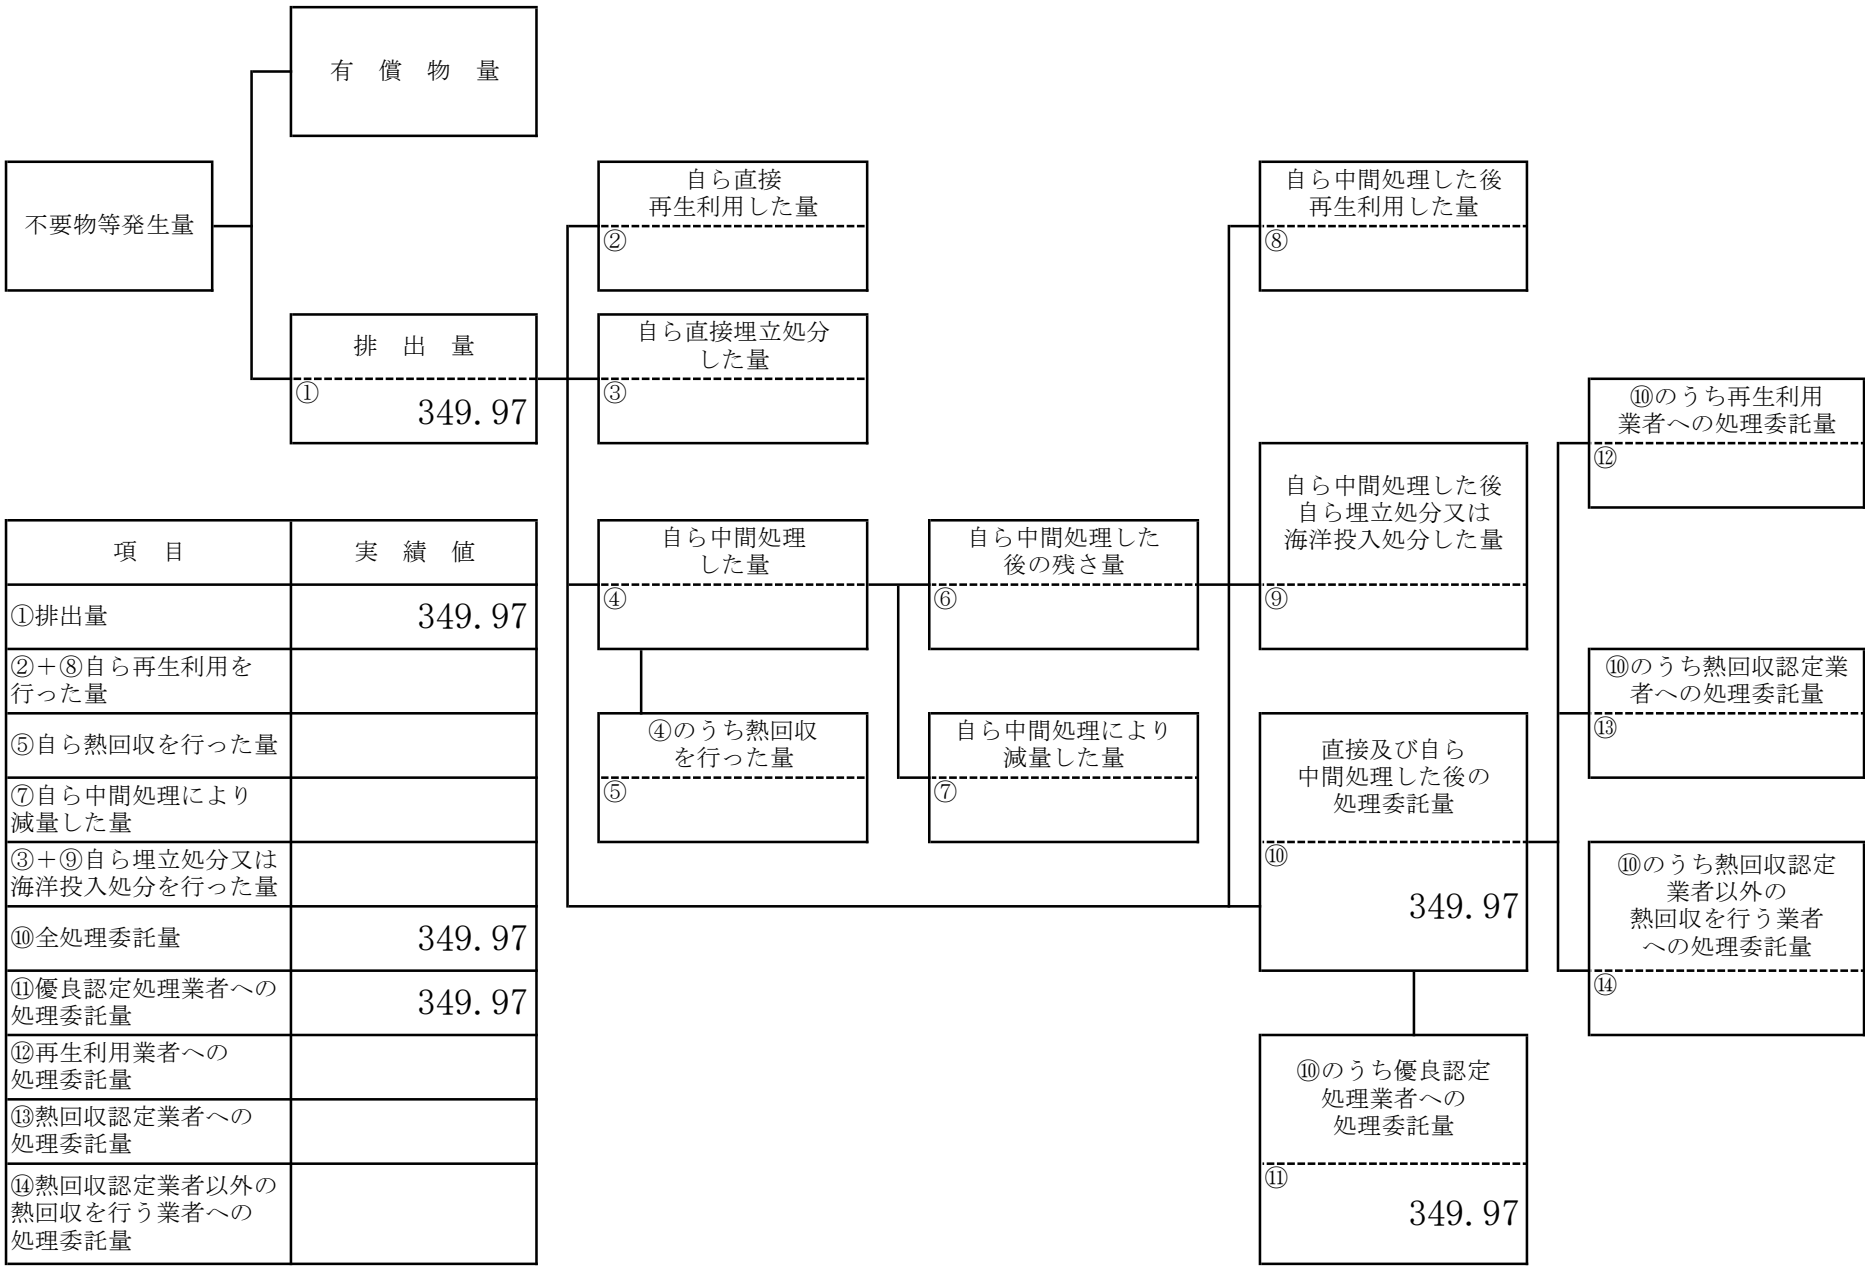 有 償 物 量
不要物等発生量
排 出 量
①
349.97
自ら直接
再生利用した量
②
自ら直接埋立処分
した量
③
自ら中間処理
した量
④
④のうち熱回収
を行った量
⑤
自ら中間処理した
後の残さ量
⑥
自ら中間処理により
減量した量
⑦
自ら中間処理した後
再生利用した量
⑧
自ら中間処理した後
自ら埋立処分又は
海洋投入処分した量
⑨
直接及び自ら
中間処理した後の
処理委託量
⑩
349.97
⑩のうち優良認定
処理業者への
処理委託量
⑪
349.97
⑩のうち再生利用
業者への処理委託量
⑫
⑩のうち熱回収認定業
者への処理委託量
⑬
⑩のうち熱回収認定
業者以外の
熱回収を行う業者
への処理委託量
⑭
項 目 実 績 値
①排出量 349.97
②＋⑧自ら再生利用を
行った量
⑤自ら熱回収を行った量
⑦自ら中間処理により
減量した量
③＋⑨自ら埋立処分又は
海洋投入処分を行った量
⑩全処理委託量 349.97
⑪優良認定処理業者への
処理委託量 349.97
⑫再生利用業者への
処理委託量
⑬熱回収認定業者への
処理委託量
⑭熱回収認定業者以外の
熱回収を行う業者への
処理委託量